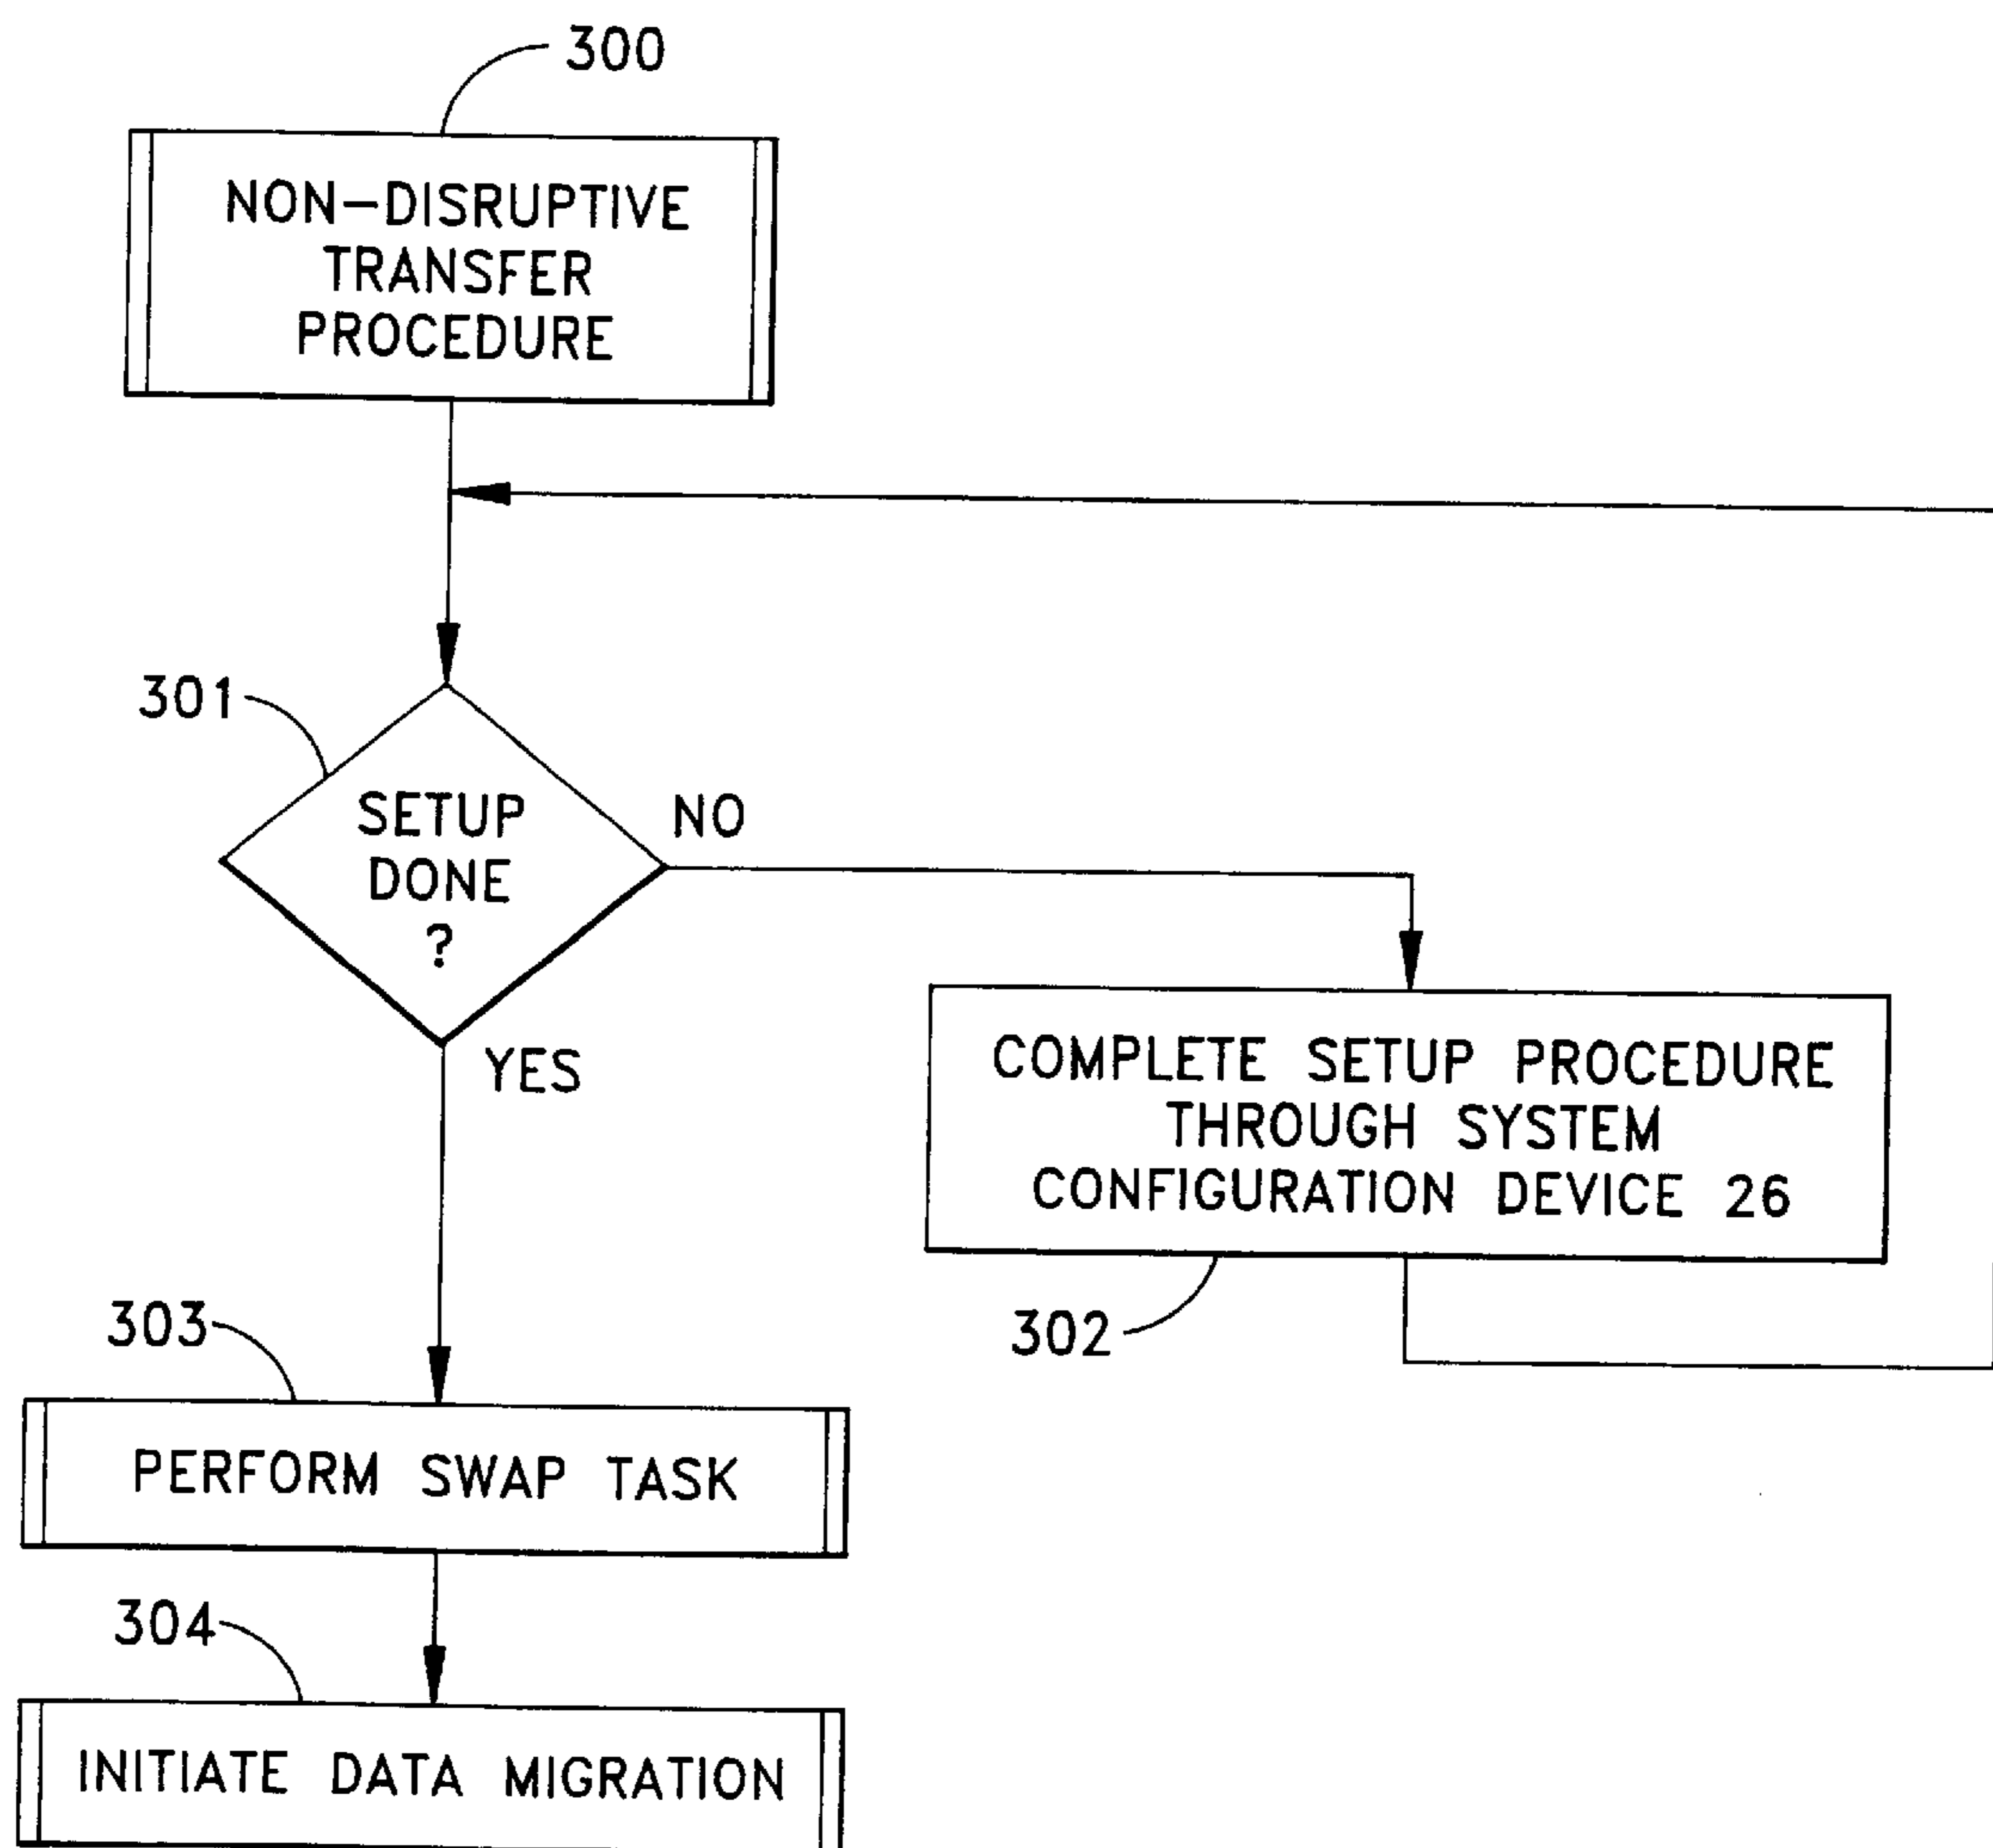 300
NON-DISRUPTIVE
TRANSFER
PROCEDURE
301
SETUP
DONE
?
NO
YES
COMPLETE SETUP PROCEDURE
THROUGH SYSTEM
CONFIGURATION DEVICE 26
302
303
PERFORM SWAP TASK
304
INITIATE DATA MIGRATION